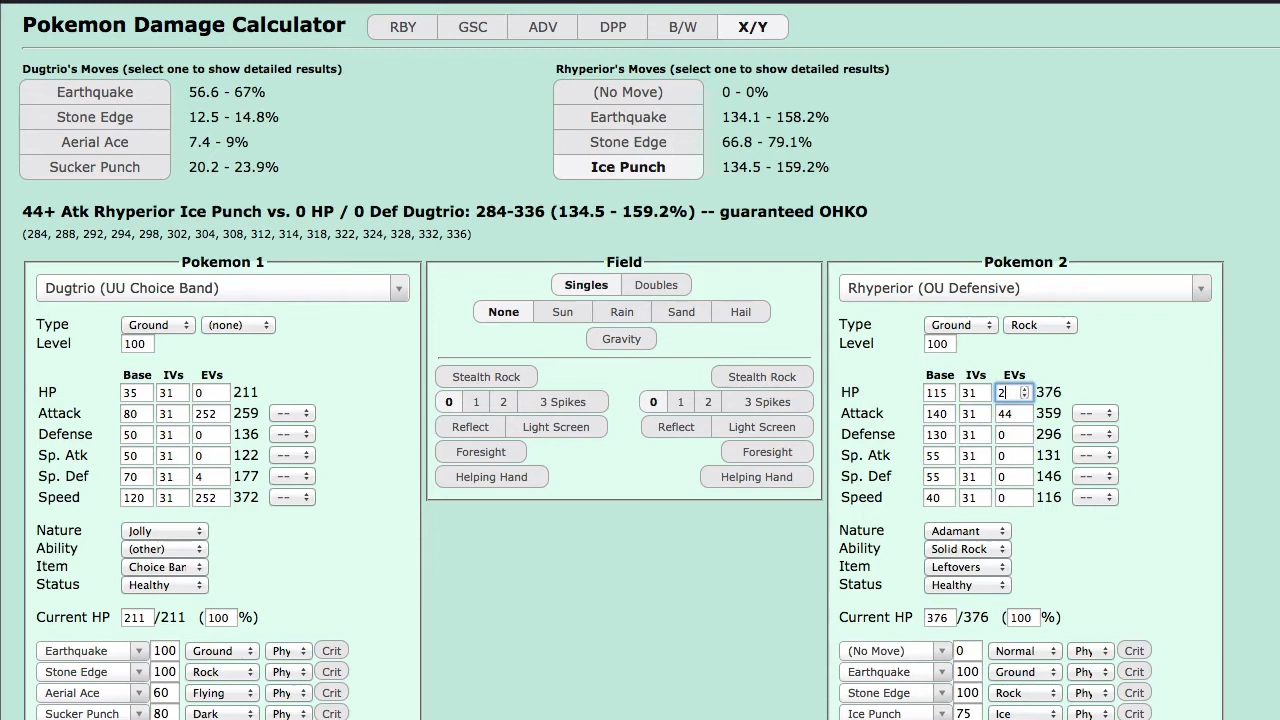 Pokemon Damage Calculator RBY GSC ADV DPP B/W X/Y
Dugtrio's Moves (select one to show detailed results) Rhyperior's Moves (select one to show detailed results)
Earthquake 56.6 - 67% (No Move) 0 - 0%
Stone Edge 12.5 - 14.8% Earthquake 134.1 - 158.2%
Aerial Ace 7.4 - 9% Stone Edge 66.8 - 79.1%
Sucker Punch 20.2 - 23.9% Ice Punch 134.5 - 159.2%
44+ Atk Rhyperior Ice Punch vs. 0 HP / 0 Def Dugtrio: 284-336 (134.5 - 159.2%) -- guaranteed OHKO
(284, 288, 292, 294, 298, 302, 304, 308, 312, 314, 318, 322, 324, 328, 332, 336)
Pokemon 1
Dugtrio (UU Choice Band)
Type Ground (none)
Level 100
Base IVs EVs
HP 35 31 0 211
Attack 80 31 252 259 --
Defense 50 31 0 136 --
Sp. Atk 50 31 0 122 --
Sp. Def 70 31 4 177 --
Speed 120 31 252 372 --
Nature Jolly
Ability (other)
Item Choice Ban
Status Healthy
Current HP 211/211 (100%)
Earthquake 100 Ground Phy Crit
Stone Edge 100 Rock Phy Crit
Aerial Ace 60 Flying Phy Crit
Sucker Punch 80 Dark Phy Crit
Field
Singles Doubles
None Sun Rain Sand Hail
Gravity
Stealth Rock Stealth Rock
0 1 2 3 Spikes 0 1 2 3 Spikes
Reflect Light Screen Reflect Light Screen
Foresight Foresight
Helping Hand Helping Hand
Pokemon 2
Rhyperior (OU Defensive)
Type Ground Rock
Level 100
Base IVs EVs
HP 115 31 2 376
Attack 140 31 44 359 --
Defense 130 31 0 296 --
Sp. Atk 55 31 0 131 --
Sp. Def 55 31 0 146 --
Speed 40 31 0 116 --
Nature Adamant
Ability Solid Rock
Item Leftovers
Status Healthy
Current HP 376/376 (100%)
(No Move) 0 Normal Phy Crit
Earthquake 100 Ground Phy Crit
Stone Edge 100 Rock Phy Crit
Ice Punch 75 Ice Phy Crit